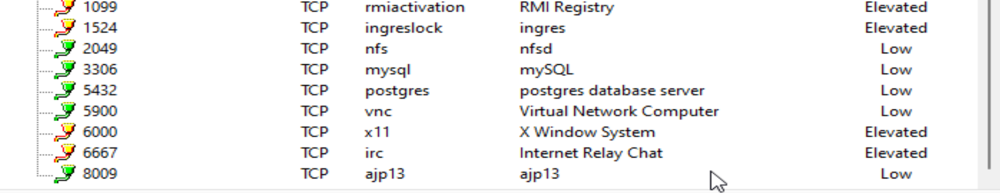 1099 TCP rmiactivation RMI Registry Elevated
1524 TCP ingreslock ingres Elevated
2049 TCP nfs nfsd Low
3306 TCP mysql mySQL Low
5432 TCP postgres postgres database server Low
5900 TCP vnc Virtual Network Computer Low
6000 TCP x11 X Window System Elevated
6667 TCP irc Internet Relay Chat Elevated
8009 TCP ajp13 ajp13 Low